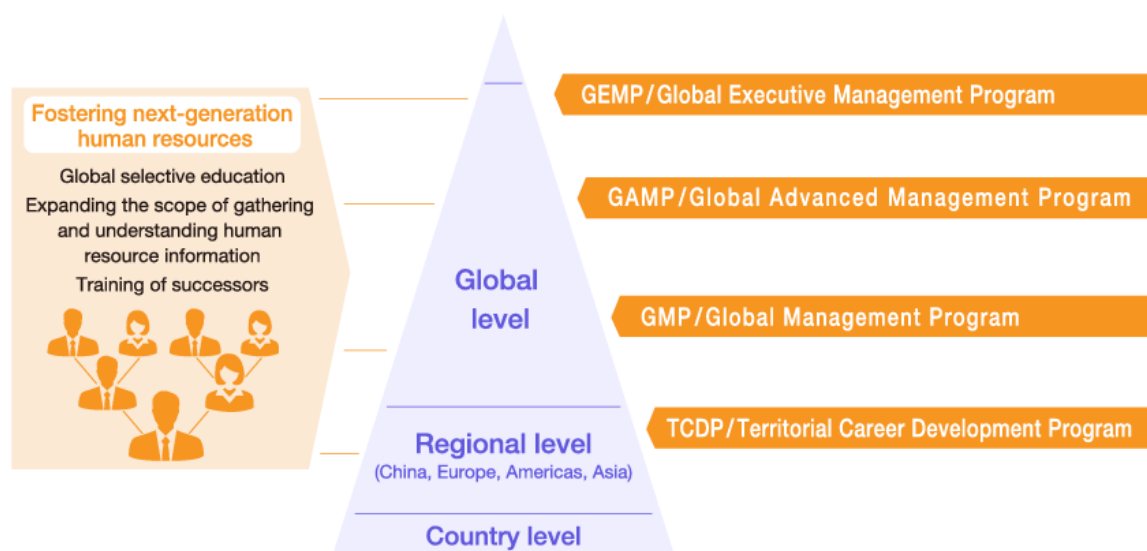 Fostering next-generation
human resources
Global selective education
Expanding the scope of gathering
and understanding human
resource information
Training of successors
Global
level
Regional level
(China, Europe, Americas, Asia)
Country level
GEMP/Global Executive Management Program
GAMP/Global Advanced Management Program
GMP/Global Management Program
TCDP/Territorial Career Development Program